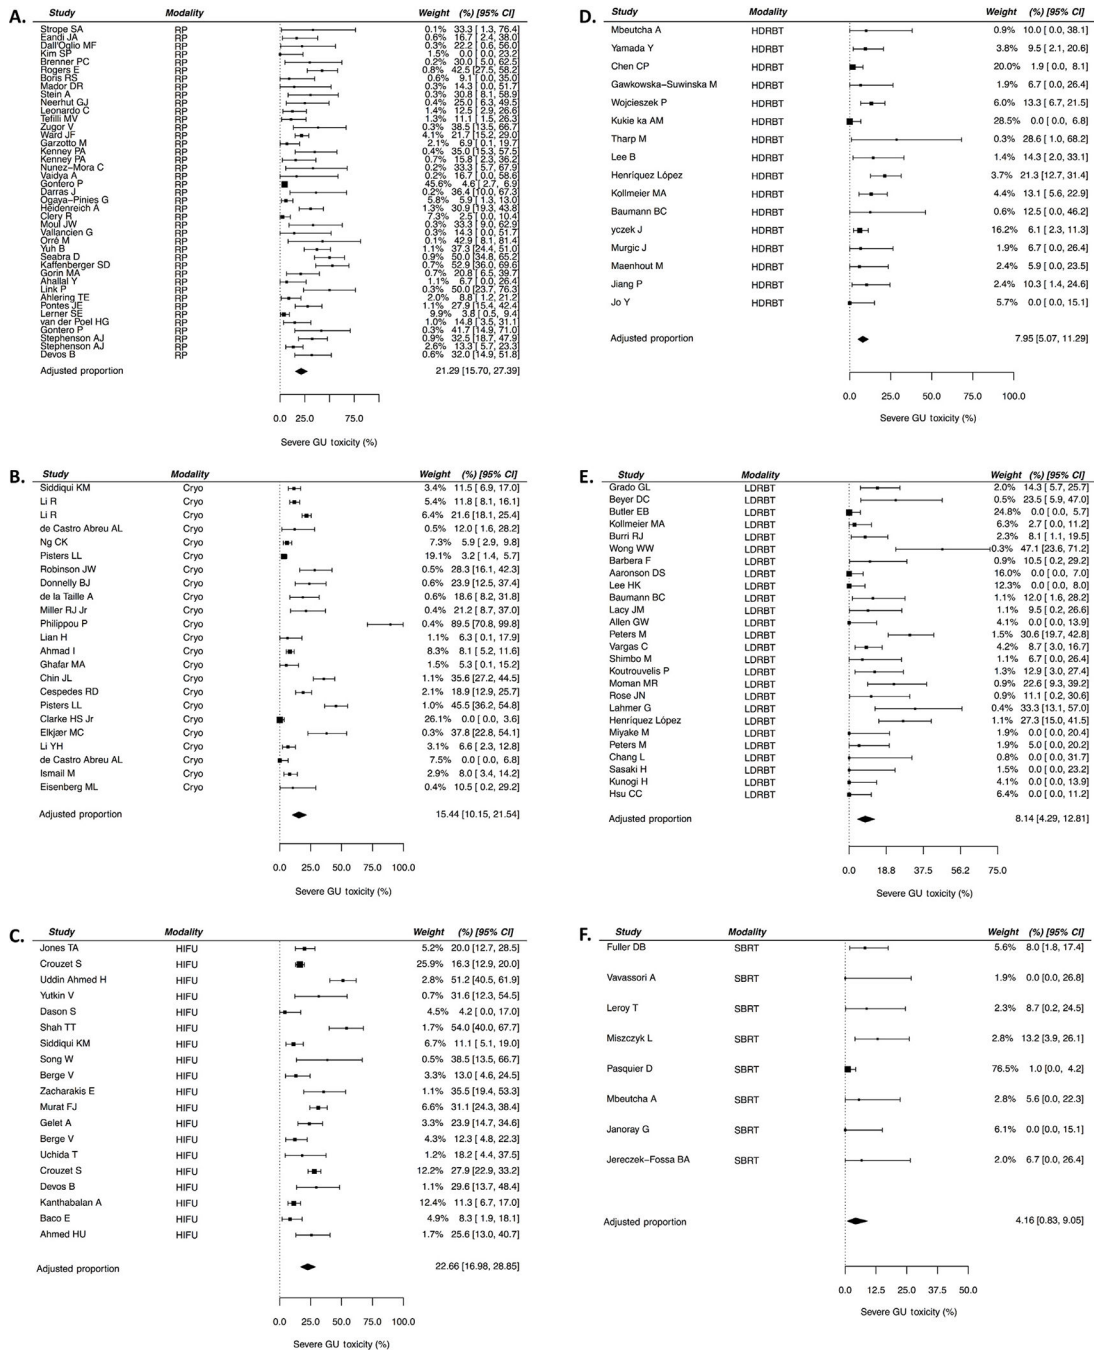 A.
Study Modality Weight (%) [95% CI]
Strope SA RP 0.1% 33.3 [ 1.3, 76.4]
Eandi JA RP 0.6% 16.7 [ 2.4, 38.0]
Dall'Oglio MF RP 0.3% 22.2 [ 0.6, 56.0]
Kim SP RP 1.5% 0.0 [ 0.0, 23.2]
Brenner PC RP 0.2% 30.0 [ 5.0, 62.5]
Rogers E RP 0.8% 42.5 [27.5, 58.2]
Boris RS RP 0.6% 9.1 [ 0.0, 35.0]
Mador DR RP 0.3% 14.3 [ 0.0, 51.7]
Stein A RP 0.3% 30.8 [ 8.1, 58.9]
Neerhut GJ RP 0.4% 25.0 [ 6.3, 49.5]
Leonardo C RP 1.4% 12.5 [ 2.9, 26.6]
Tefilli MV RP 1.3% 11.1 [ 1.5, 26.3]
Zugor V RP 0.3% 38.5 [13.5, 66.7]
Ward JF RP 4.1% 21.7 [15.2, 29.0]
Garzotto M RP 2.1% 6.9 [ 0.1, 19.7]
Kenney PA RP 0.4% 35.0 [15.3, 57.5]
Kenney PA RP 0.7% 15.8 [ 2.3, 36.2]
Nunez−Mora C RP 0.2% 33.3 [ 5.7, 67.9]
Vaidya A RP 0.2% 16.7 [ 0.0, 58.6]
Gontero P RP 45.6% 4.6 [ 2.7, 6.9]
Darras J RP 0.2% 36.4 [10.0, 67.3]
Ogaya−Pinies G RP 5.8% 5.9 [ 1.3, 13.0]
Heidenreich A RP 1.3% 30.9 [19.3, 43.8]
Clery R RP 7.3% 2.5 [ 0.0, 10.4]
Moul JW RP 0.3% 33.3 [ 9.0, 62.9]
Vallancien G RP 0.3% 14.3 [ 0.0, 51.7]
Orré M RP 0.1% 42.9 [ 8.1, 81.4]
Yuh B RP 1.1% 37.3 [24.4, 51.0]
Seabra D RP 0.9% 50.0 [34.8, 65.2]
Kaffenberger SD RP 0.7% 52.9 [36.0, 69.6]
Gorin MA RP 0.7% 20.8 [ 6.5, 39.7]
Ahallal Y RP 1.1% 6.7 [ 0.0, 26.4]
Link P RP 0.3% 50.0 [23.7, 76.3]
Ahlering TE RP 2.0% 8.8 [ 1.2, 21.2]
Pontes JE RP 1.1% 27.9 [15.4, 42.4]
Lerner SE RP 9.9% 3.8 [ 0.5, 9.4]
van der Poel HG RP 1.0% 14.8 [ 3.5, 31.1]
Gontero P RP 0.3% 41.7 [14.9, 71.0]
Stephenson AJ RP 0.9% 32.5 [18.7, 47.9]
Stephenson AJ RP 2.6% 13.3 [ 5.7, 23.3]
Devos B RP 0.6% 32.0 [14.9, 51.8]
Adjusted proportion 21.29 [15.70, 27.39]
0.0 25.0 75.0
Severe GU toxicity (%)
B.
Study Modality Weight (%) [95% CI]
Siddiqui KM Cryo 3.4% 11.5 [ 6.9, 17.0]
Li R Cryo 5.4% 11.8 [ 8.1, 16.1]
Li R Cryo 6.4% 21.6 [18.1, 25.4]
de Castro Abreu AL Cryo 0.5% 12.0 [ 1.6, 28.2]
Ng CK Cryo 7.3% 5.9 [ 2.9, 9.8]
Pisters LL Cryo 19.1% 3.2 [ 1.4, 5.7]
Robinson JW Cryo 0.5% 28.3 [16.1, 42.3]
Donnelly BJ Cryo 0.6% 23.9 [12.5, 37.4]
de la Taille A Cryo 0.6% 18.6 [ 8.2, 31.8]
Miller RJ Jr Cryo 0.4% 21.2 [ 8.7, 37.0]
Philippou P Cryo 0.4% 89.5 [70.8, 99.8]
Lian H Cryo 1.1% 6.3 [ 0.1, 17.9]
Ahmad I Cryo 8.3% 8.1 [ 5.2, 11.6]
Ghafar MA Cryo 1.5% 5.3 [ 0.1, 15.2]
Chin JL Cryo 1.1% 35.6 [27.2, 44.5]
Cespedes RD Cryo 2.1% 18.9 [12.9, 25.7]
Pisters LL Cryo 1.0% 45.5 [36.2, 54.8]
Clarke HS Jr Cryo 26.1% 0.0 [ 0.0, 3.6]
Elkjær MC Cryo 0.3% 37.8 [22.8, 54.1]
Li YH Cryo 3.1% 6.6 [ 2.3, 12.8]
de Castro Abreu AL Cryo 7.5% 0.0 [ 0.0, 6.8]
Ismail M Cryo 2.9% 8.0 [ 3.4, 14.2]
Eisenberg ML Cryo 0.4% 10.5 [ 0.2, 29.2]
Adjusted proportion 15.44 [10.15, 21.54]
0.0 25.0 50.0 75.0 100.0
Severe GU toxicity (%)
C.
Study Modality Weight (%) [95% CI]
Jones TA HIFU 5.2% 20.0 [12.7, 28.5]
Crouzet S HIFU 25.9% 16.3 [12.9, 20.0]
Uddin Ahmed H HIFU 2.8% 51.2 [40.5, 61.9]
Yutkin V HIFU 0.7% 31.6 [12.3, 54.5]
Dason S HIFU 4.5% 4.2 [ 0.0, 17.0]
Shah TT HIFU 1.7% 54.0 [40.0, 67.7]
Siddiqui KM HIFU 6.7% 11.1 [ 5.1, 19.0]
Song W HIFU 0.5% 38.5 [13.5, 66.7]
Berge V HIFU 3.3% 13.0 [ 4.6, 24.5]
Zacharakis E HIFU 1.1% 35.5 [19.4, 53.3]
Murat FJ HIFU 6.6% 31.1 [24.3, 38.4]
Gelet A HIFU 3.3% 23.9 [14.7, 34.6]
Berge V HIFU 4.3% 12.3 [ 4.8, 22.3]
Uchida T HIFU 1.2% 18.2 [ 4.4, 37.5]
Crouzet S HIFU 12.2% 27.9 [22.9, 33.2]
Devos B HIFU 1.1% 29.6 [13.7, 48.4]
Kanthabalan A HIFU 12.4% 11.3 [ 6.7, 17.0]
Baco E HIFU 4.9% 8.3 [ 1.9, 18.1]
Ahmed HU HIFU 1.7% 25.6 [13.0, 40.7]
Adjusted proportion 22.66 [16.98, 28.85]
0.0 25.0 50.0 75.0 100.0
Severe GU toxicity (%)
D.
Study Modality Weight (%) [95% CI]
Mbeutcha A HDRBT 0.9% 10.0 [ 0.0, 38.1]
Yamada Y HDRBT 3.8% 9.5 [ 2.1, 20.6]
Chen CP HDRBT 20.0% 1.9 [ 0.0, 8.1]
Gawkowska−Suwinska M HDRBT 1.9% 6.7 [ 0.0, 26.4]
Wojcieszek P HDRBT 6.0% 13.3 [ 6.7, 21.5]
Kukie ka AM HDRBT 28.5% 0.0 [ 0.0, 6.8]
Tharp M HDRBT 0.3% 28.6 [ 1.0, 68.2]
Lee B HDRBT 1.4% 14.3 [ 2.0, 33.1]
Henríquez López HDRBT 3.7% 21.3 [12.7, 31.4]
Kollmeier MA HDRBT 4.4% 13.1 [ 5.6, 22.9]
Baumann BC HDRBT 0.6% 12.5 [ 0.0, 46.2]
yczek J HDRBT 16.2% 6.1 [ 2.3, 11.3]
Murgic J HDRBT 1.9% 6.7 [ 0.0, 26.4]
Maenhout M HDRBT 2.4% 5.9 [ 0.0, 23.5]
Jiang P HDRBT 2.4% 10.3 [ 1.4, 24.6]
Jo Y HDRBT 5.7% 0.0 [ 0.0, 15.1]
Adjusted proportion 7.95 [5.07, 11.29]
0.0 25.0 50.0 75.0 100.0
Severe GU toxicity (%)
E.
Study Modality Weight (%) [95% CI]
Grado GL LDRBT 2.0% 14.3 [ 5.7, 25.7]
Beyer DC LDRBT 0.5% 23.5 [ 5.9, 47.0]
Butler EB LDRBT 24.8% 0.0 [ 0.0, 5.7]
Kollmeier MA LDRBT 6.3% 2.7 [ 0.0, 11.2]
Burri RJ LDRBT 2.3% 8.1 [ 1.1, 19.5]
Wong WW LDRBT 0.3% 47.1 [23.6, 71.2]
Barbera F LDRBT 0.9% 10.5 [ 0.2, 29.2]
Aaronson DS LDRBT 16.0% 0.0 [ 0.0, 7.0]
Lee HK LDRBT 12.3% 0.0 [ 0.0, 8.0]
Baumann BC LDRBT 1.1% 12.0 [ 1.6, 28.2]
Lacy JM LDRBT 1.1% 9.5 [ 0.2, 26.6]
Allen GW LDRBT 4.1% 0.0 [ 0.0, 13.9]
Peters M LDRBT 1.5% 30.6 [19.7, 42.8]
Vargas C LDRBT 4.2% 8.7 [ 3.0, 16.7]
Shimbo M LDRBT 1.1% 6.7 [ 0.0, 26.4]
Koutrouvelis P LDRBT 1.3% 12.9 [ 3.0, 27.4]
Moman MR LDRBT 0.9% 22.6 [ 9.3, 39.2]
Rose JN LDRBT 0.9% 11.1 [ 0.2, 30.6]
Lahmer G LDRBT 0.4% 33.3 [13.1, 57.0]
Henríquez López LDRBT 1.1% 27.3 [15.0, 41.5]
Miyake M LDRBT 1.9% 0.0 [ 0.0, 20.4]
Peters M LDRBT 1.9% 5.0 [ 0.0, 20.2]
Chang L LDRBT 0.8% 0.0 [ 0.0, 31.7]
Sasaki H LDRBT 1.5% 0.0 [ 0.0, 23.2]
Kunogi H LDRBT 4.1% 0.0 [ 0.0, 13.9]
Hsu CC LDRBT 6.4% 0.0 [ 0.0, 11.2]
Adjusted proportion 8.14 [4.29, 12.81]
0.0 18.8 37.5 56.2 75.0
Severe GU toxicity (%)
F.
Study Modality Weight (%) [95% CI]
Fuller DB SBRT 5.6% 8.0 [1.8, 17.4]
Vavassori A SBRT 1.9% 0.0 [0.0, 26.8]
Leroy T SBRT 2.3% 8.7 [0.2, 24.5]
Miszczyk L SBRT 2.8% 13.2 [3.9, 26.1]
Pasquier D SBRT 76.5% 1.0 [0.0, 4.2]
Mbeutcha A SBRT 2.8% 5.6 [0.0, 22.3]
Janoray G SBRT 6.1% 0.0 [0.0, 15.1]
Jereczek−Fossa BA SBRT 2.0% 6.7 [0.0, 26.4]
Adjusted proportion 4.16 [0.83, 9.05]
0.0 12.5 25.0 37.5 50.0
Severe GU toxicity (%)